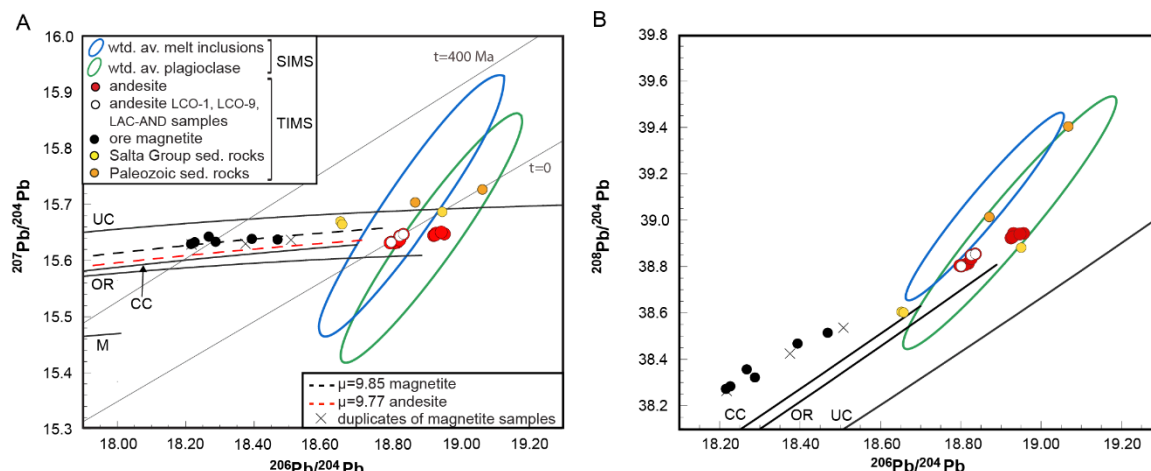 A
B
16.0
15.9
15.8
15.7
15.6
15.5
15.4
15.3
²⁰⁷Pb/²⁰⁴Pb
wtd. av. melt inclusions
wtd. av. plagioclase
SIMS
andesite
andesite LCO-1, LCO-9,
LAC-AND samples
ore magnetite
Salta Group sed. rocks
Paleozoic sed. rocks
TIMS
t=400 Ma
t=0
UC
OR
CC
M
μ=9.85 magnetite
μ=9.77 andesite
duplicates of magnetite samples
18.00 18.20 18.40 18.60 18.80 19.00 19.20
²⁰⁶Pb/²⁰⁴Pb
39.8
39.6
39.4
39.2
39.0
38.8
38.6
38.4
38.2
²⁰⁸Pb/²⁰⁴Pb
CC OR UC
18.20 18.40 18.60 18.80 19.00 19.20
²⁰⁶Pb/²⁰⁴Pb